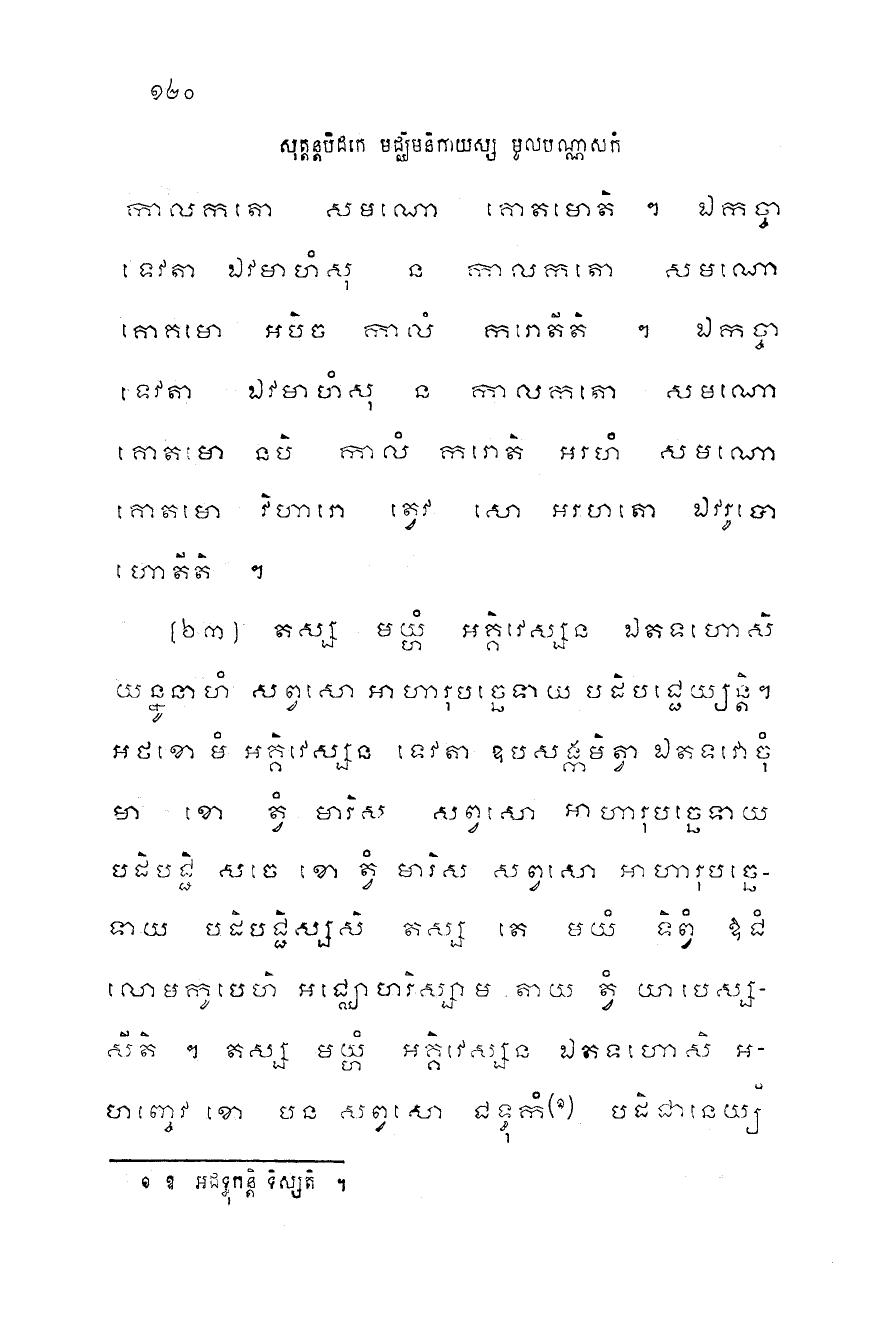 ១២០
សុត្តន្តបិដកេ មជ្ឈិមនិកាយស្ស មូលបណ្ណាសកំ
កាលកតោ សមណោ គោតមោតិ ។ ឯកច្ចា
ទេវតា ឯវមាហំសុ ន កាលកតោ សមណោ
គោតមោ អបិច កាលំ ករោតីតិ ។ ឯកច្ចា
ទេវតា ឯវមាហំសុ ន កាលកតោ សមណោ
គោតមោ នបិ កាលំ ករោតិ អរហំ សមណោ
គោតមោ វិហារោ ត្វេវ សោ អរហតោ ឯវរូបោ
ហោតីតិ ។
(២៣) តស្ស មយ្ហំ អគ្គិវេស្សន ឯតទហោសិ
យន្នូនាហំ សព្វសោ អាហារុបច្ឆេទាយ បដិបជ្ជេយ្យន្តិ។
អថខោ មំ អគ្គិវេស្សន ទេវតា ឧបសង្កមិត្វា ឯតទវោចុំ
មា ខោ ត្វំ មារិស សព្វសោ អាហារុបច្ឆេទាយ
បដិបជ្ជិ សចេ ខោ ត្វំ មារិស សព្វសោ អាហារុបច្ឆេ-
ទាយ បដិបជ្ជិស្សសិ តស្ស តេ មយំ ទិព្វំ ឱជំ
លោមកូបេហិ អជ្ឈោហរិស្សាម តាយ ត្វំ យាបេស្ស-
សីតិ ។ តស្ស មយ្ហំ អគ្គិវេស្សន ឯតទហោសិ អ-
ហញ្ចេវ ខោ បន សព្វសោ ជទ្ធុកំ(១) បដិជានេយ្យំ
១ ឱ អជទ្ធុកន្តិ ទិស្សតិ ។